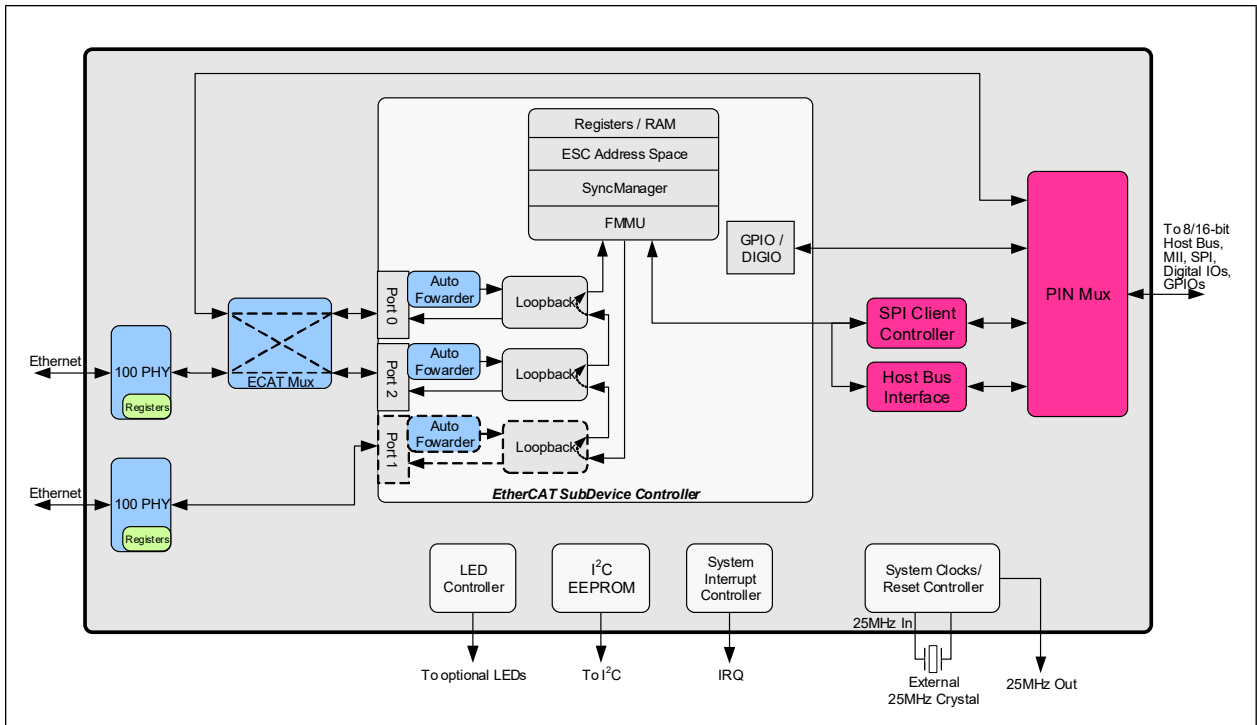 Registers / RAM
ESC Address Space
SyncManager
FMMU
GPIO /
DIGIO
PIN Mux
To 8/16-bit
Host Bus,
MII, SPI,
Digital IOs,
GPIOs
SPI Client
Controller
Host Bus
Interface
Port 0
Auto
Fowarder
Loopback
Port 2
Auto
Fowarder
Loopback
Port 1
Auto
Fowarder
Loopback
EtherCAT SubDevice Controller
ECAT Mux
Ethernet
100 PHY
Registers
Ethernet
100 PHY
Registers
LED
Controller
I²C
EEPROM
System
Interrupt
Controller
System Clocks/
Reset Controller
25MHz In
To optional LEDs
To I²C
IRQ
External
25MHz Crystal
25MHz Out